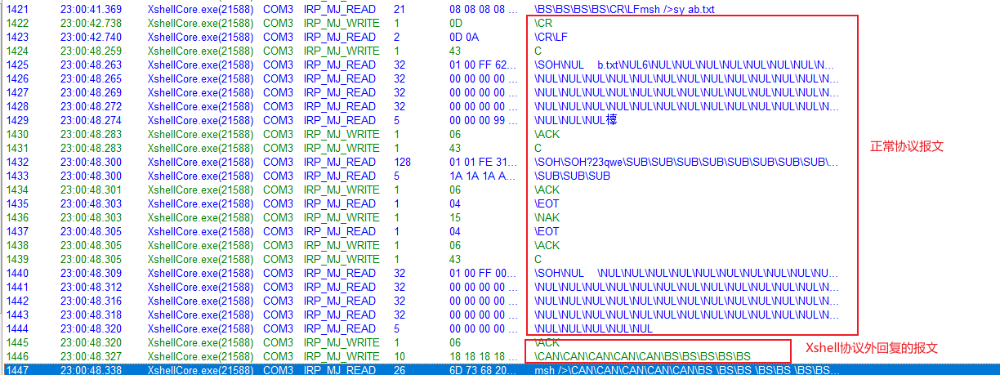 1421 23:00:41.369 XshellCore.exe(21588) COM3 IRP_MJ_READ 21 08 08 08 08 ... \BS\BS\BS\BS\CR\LFmsh />sy ab.txt
1422 23:00:42.738 XshellCore.exe(21588) COM3 IRP_MJ_WRITE 1 0D \CR
1423 23:00:42.740 XshellCore.exe(21588) COM3 IRP_MJ_READ 2 0D 0A \CR\LF
1424 23:00:48.259 XshellCore.exe(21588) COM3 IRP_MJ_WRITE 1 43 C
1425 23:00:48.263 XshellCore.exe(21588) COM3 IRP_MJ_READ 32 01 00 FF 62... \SOH\NUL b.txt\NUL6\NUL\NUL\NUL\NUL\NUL\NUL\NUL\N...
1426 23:00:48.265 XshellCore.exe(21588) COM3 IRP_MJ_READ 32 00 00 00 00 ... \NUL\NUL\NUL\NUL\NUL\NUL\NUL\NUL\NUL\NUL\NUL\N...
1427 23:00:48.269 XshellCore.exe(21588) COM3 IRP_MJ_READ 32 00 00 00 00 ... \NUL\NUL\NUL\NUL\NUL\NUL\NUL\NUL\NUL\NUL\NUL\N...
1428 23:00:48.272 XshellCore.exe(21588) COM3 IRP_MJ_READ 32 00 00 00 00 ... \NUL\NUL\NUL\NUL\NUL\NUL\NUL\NUL\NUL\NUL\NUL\N...
1429 23:00:48.274 XshellCore.exe(21588) COM3 IRP_MJ_READ 5 00 00 00 99 ... \NUL\NUL\NUL
1430 23:00:48.283 XshellCore.exe(21588) COM3 IRP_MJ_WRITE 1 06 \ACK
1431 23:00:48.283 XshellCore.exe(21588) COM3 IRP_MJ_WRITE 1 43 C
正常协议报文
1432 23:00:48.300 XshellCore.exe(21588) COM3 IRP_MJ_READ 128 01 01 FE 31... \SOH\SOH?23qwe\SUB\SUB\SUB\SUB\SUB\SUB\SUB\SUB\...
1433 23:00:48.300 XshellCore.exe(21588) COM3 IRP_MJ_READ 5 1A 1A 1A A... \SUB\SUB\SUB
1434 23:00:48.301 XshellCore.exe(21588) COM3 IRP_MJ_WRITE 1 06 \ACK
1435 23:00:48.303 XshellCore.exe(21588) COM3 IRP_MJ_READ 1 04 \EOT
1436 23:00:48.303 XshellCore.exe(21588) COM3 IRP_MJ_WRITE 1 15 \NAK
1437 23:00:48.305 XshellCore.exe(21588) COM3 IRP_MJ_READ 1 04 \EOT
1438 23:00:48.305 XshellCore.exe(21588) COM3 IRP_MJ_WRITE 1 06 \ACK
1439 23:00:48.305 XshellCore.exe(21588) COM3 IRP_MJ_WRITE 1 43 C
1440 23:00:48.309 XshellCore.exe(21588) COM3 IRP_MJ_READ 32 01 00 FF 00... \SOH\NUL \NUL\NUL\NUL\NUL\NUL\NUL\NUL\NUL\NUL\NU...
1441 23:00:48.312 XshellCore.exe(21588) COM3 IRP_MJ_READ 32 00 00 00 00 ... \NUL\NUL\NUL\NUL\NUL\NUL\NUL\NUL\NUL\NUL\NUL\N...
1442 23:00:48.316 XshellCore.exe(21588) COM3 IRP_MJ_READ 32 00 00 00 00 ... \NUL\NUL\NUL\NUL\NUL\NUL\NUL\NUL\NUL\NUL\NUL\N...
1443 23:00:48.318 XshellCore.exe(21588) COM3 IRP_MJ_READ 32 00 00 00 00 ... \NUL\NUL\NUL\NUL\NUL\NUL\NUL\NUL\NUL\NUL\NUL\N...
1444 23:00:48.320 XshellCore.exe(21588) COM3 IRP_MJ_READ 5 00 00 00 00 ... \NUL\NUL\NUL\NUL\NUL
1445 23:00:48.320 XshellCore.exe(21588) COM3 IRP_MJ_WRITE 1 06 \ACK
Xshell协议外回复的报文
1446 23:00:48.327 XshellCore.exe(21588) COM3 IRP_MJ_WRITE 10 18 18 18 18 ... \CAN\CAN\CAN\CAN\CAN\BS\BS\BS\BS\BS
1447 23:00:48.338 XshellCore.exe(21588) COM3 IRP_MJ_READ 26 6D 73 68 20... msh />\CAN\CAN\CAN\CAN\CAN\BS \BS\BS \BS\BS \BS\BS...